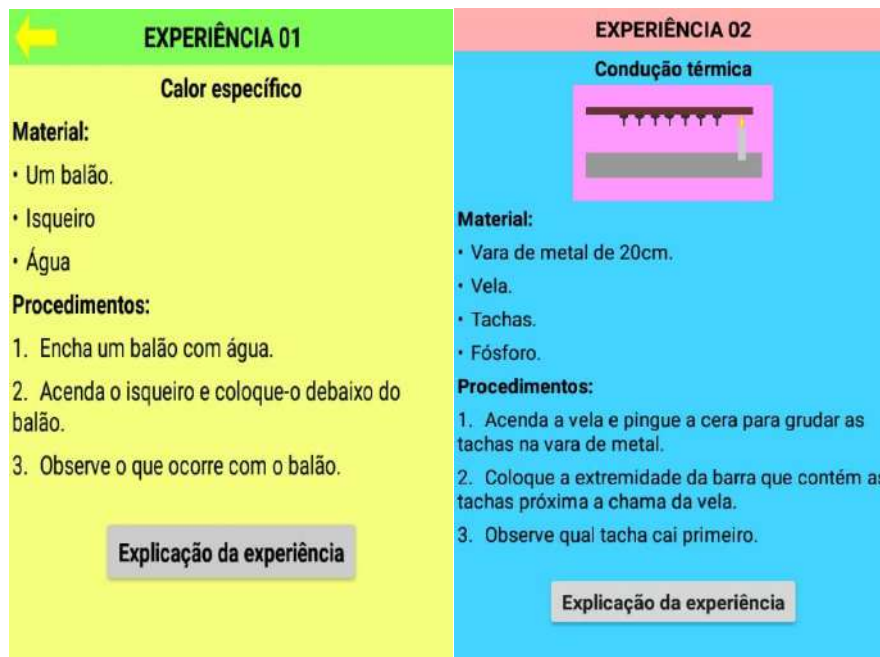 EXPERIÊNCIA 01
Calor específico
Material:
• Um balão.
• Isqueiro
• Água
Procedimentos:
1. Encha um balão com água.
2. Acenda o isqueiro e coloque-o debaixo do
balão.
3. Observe o que ocorre com o balão.
Explicação da experiência
EXPERIÊNCIA 02
Condução térmica
Material:
• Vara de metal de 20cm.
• Vela.
• Tachas.
• Fósforo.
Procedimentos:
1. Acenda a vela e pingue a cera para grudar as
tachas na vara de metal.
2. Coloque a extremidade da barra que contém as
tachas próxima a chama da vela.
3. Observe qual tacha cai primeiro.
Explicação da experiência